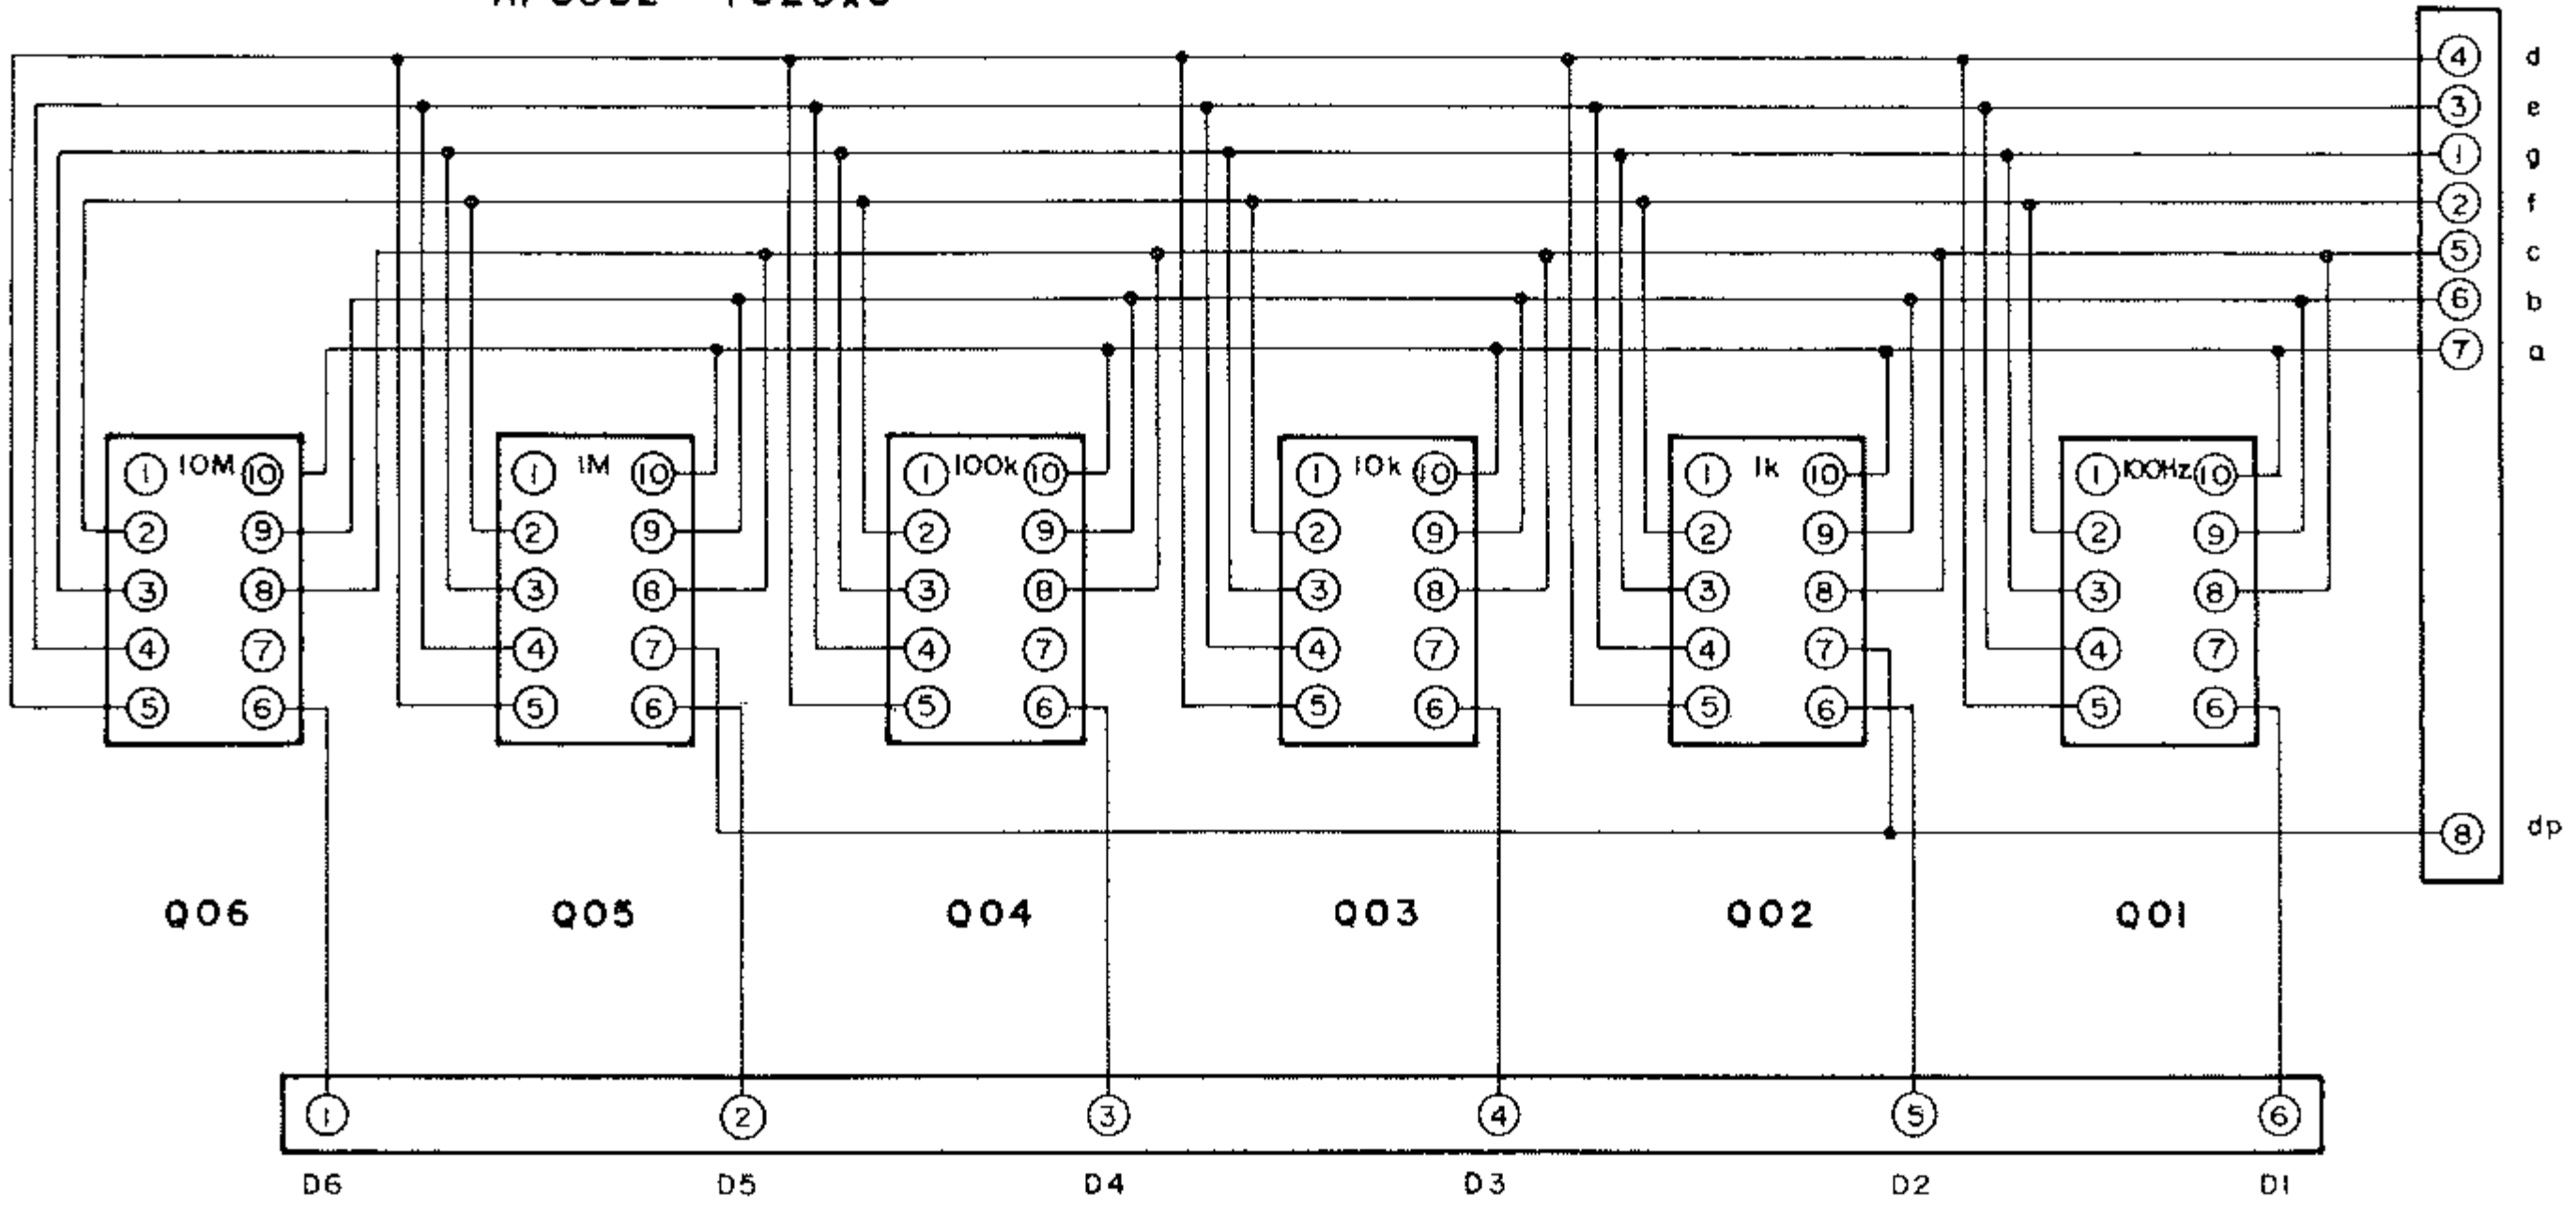 ④ d
③ e
① g
② f
⑤ c
⑥ b
⑦ a
① 10M ⑩ ① 1M ⑩ ① 100k ⑩ ① 10k ⑩ ① 1k ⑩ ① 100Hz ⑩
② ⑨ ② ⑨ ② ⑨ ② ⑨ ② ⑨ ② ⑨
③ ⑧ ③ ⑧ ③ ⑧ ③ ⑧ ③ ⑧ ③ ⑧
④ ⑦ ④ ⑦ ④ ⑦ ④ ⑦ ④ ⑦ ④ ⑦
⑤ ⑥ ⑤ ⑥ ⑤ ⑥ ⑤ ⑥ ⑤ ⑥ ⑤ ⑥
⑧ dp
Q06 Q05 Q04 Q03 Q02 Q01
① ② ③ ④ ⑤ ⑥
D6 D5 D4 D3 D2 D1